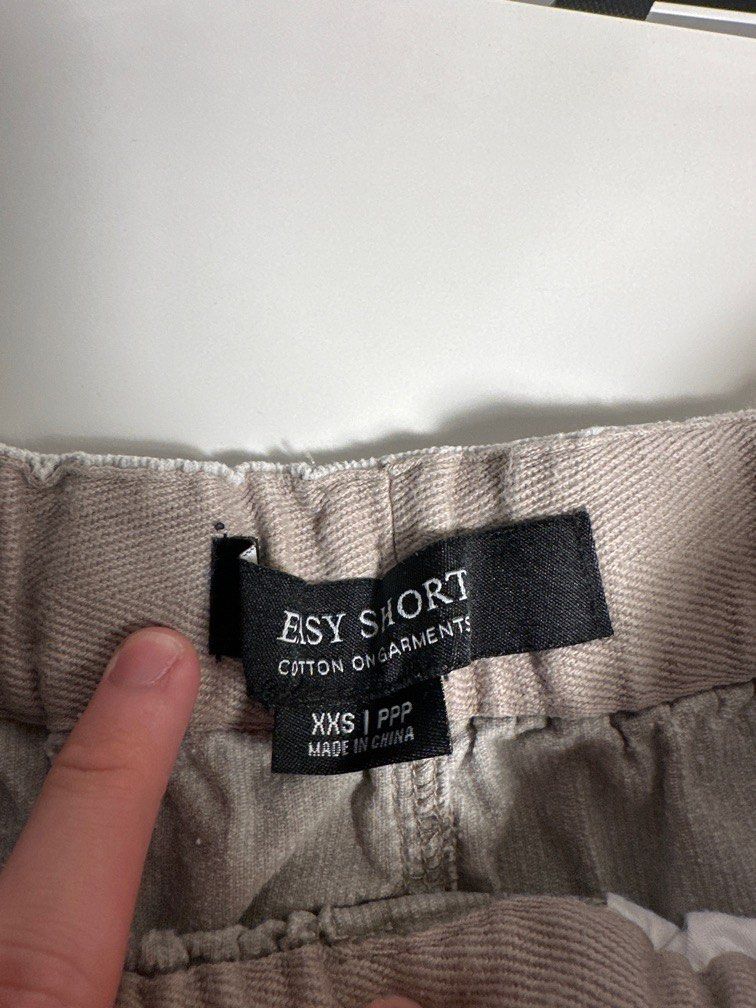 EASY SHORT
COTTON ON GARMENTS
XXS | PPP
MADE IN CHINA